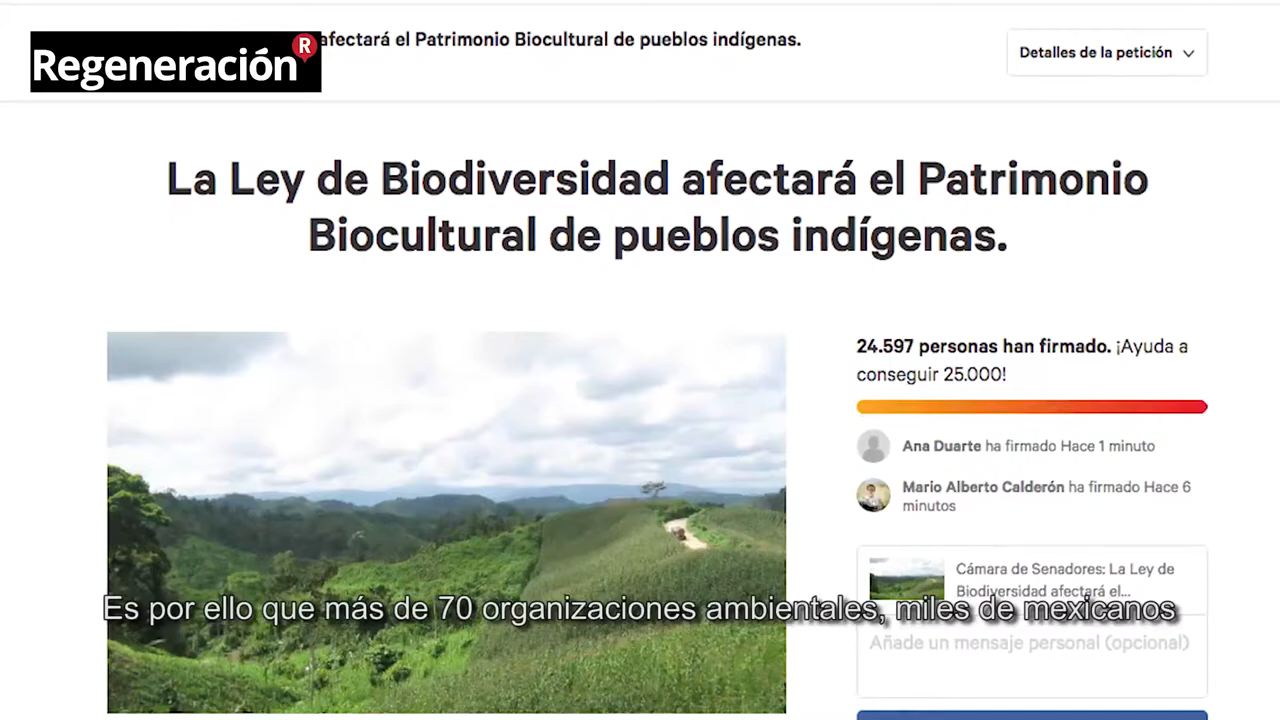 afectará el Patrimonio Biocultural de pueblos indígenas.
Regeneración R
Detalles de la petición
La Ley de Biodiversidad afectará el Patrimonio
Biocultural de pueblos indígenas.
24.597 personas han firmado. ¡Ayuda a
conseguir 25.000!
Ana Duarte ha firmado Hace 1 minuto
Mario Alberto Calderón ha firmado Hace 6
minutos
Cámara de Senadores: La Ley de
Biodiversidad afectará el...
Es por ello que más de 70 organizaciones ambientales, miles de mexicanos
Añade un mensaje personal (opcional)